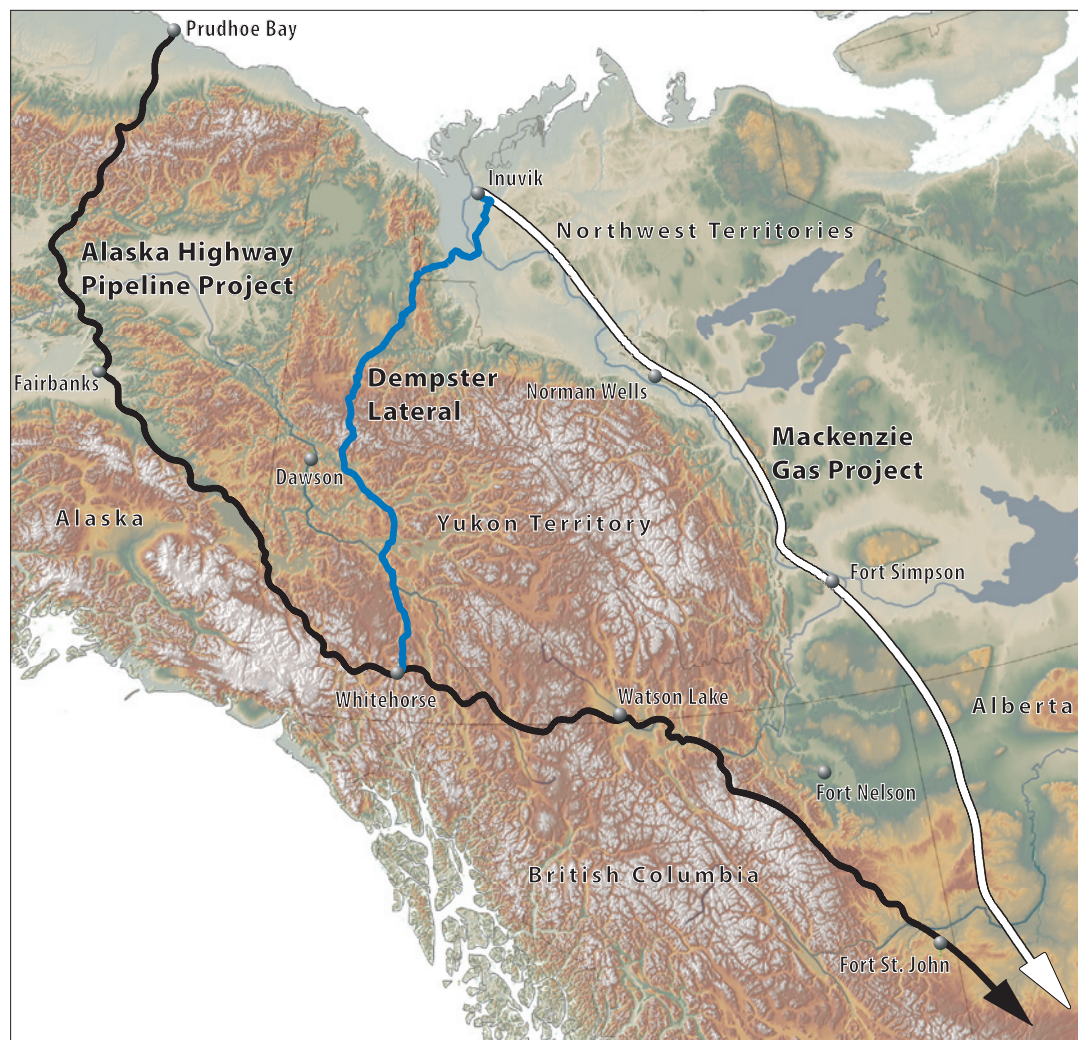 Prudhoe Bay
Inuvik
Northwest Territories
Alaska Highway
Pipeline Project
Fairbanks
Dempster
Lateral
Norman Wells
Mackenzie
Gas Project
Dawson
Alaska
Yukon Territory
Fort Simpson
Whitehorse
Watson Lake
Alberta
Fort Nelson
British Columbia
Fort St. John